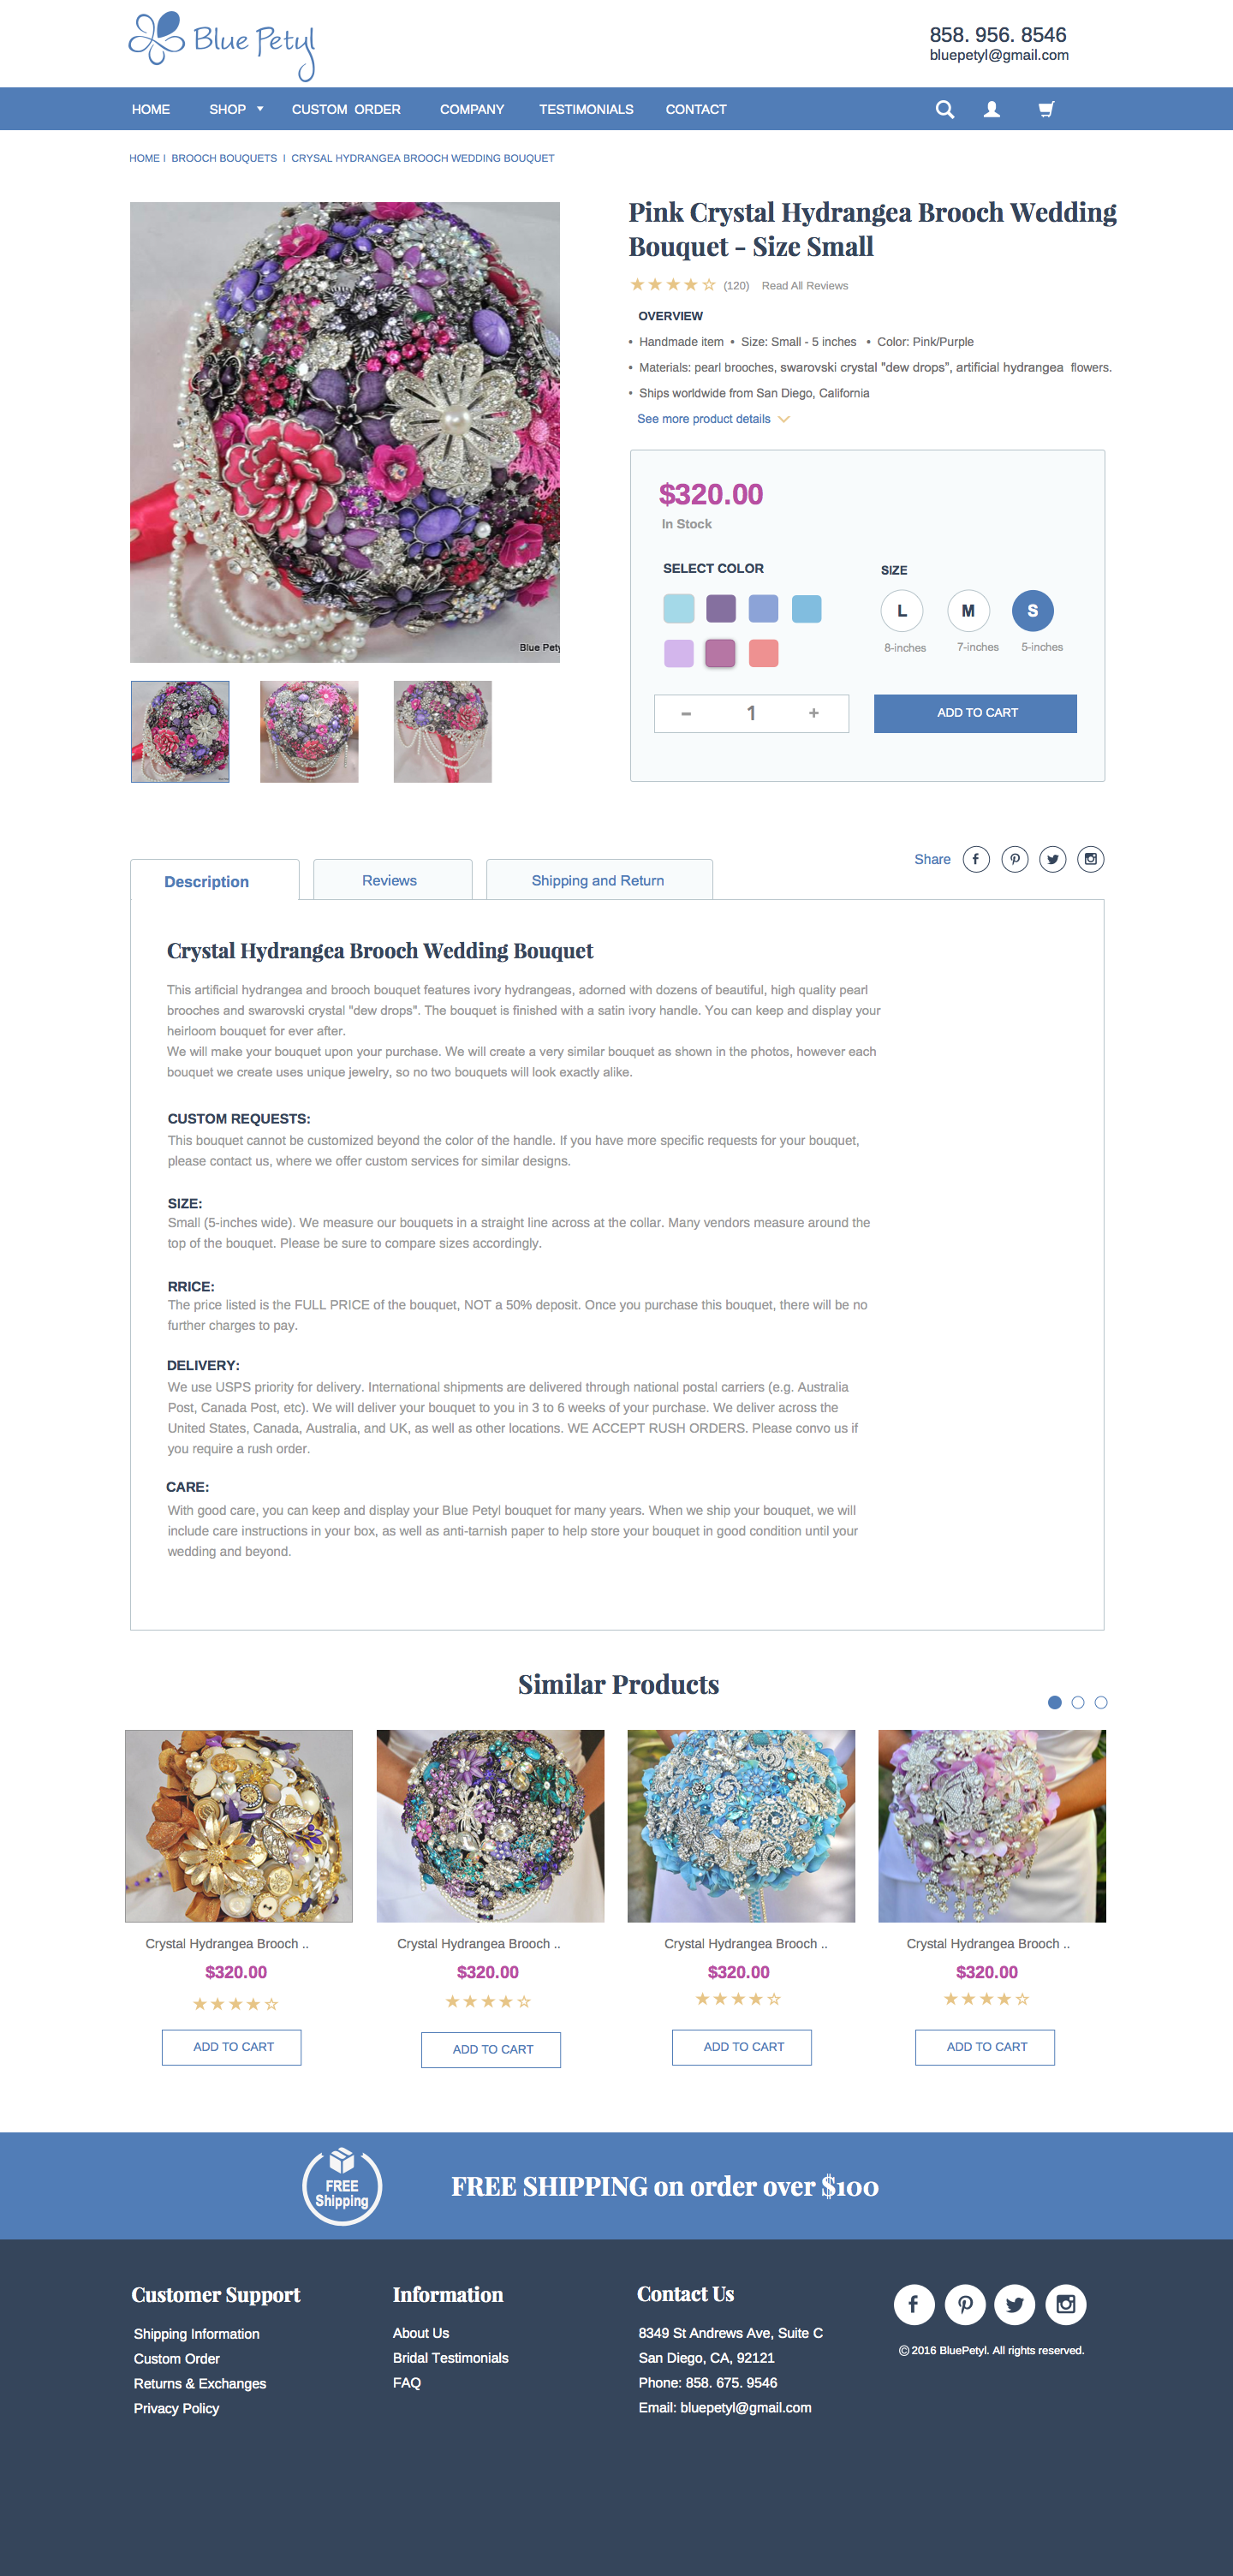 Blue Petyl
858. 956. 8546
bluepetyl@gmail.com
HOME SHOP CUSTOM ORDER COMPANY TESTIMONIALS CONTACT
HOME I BROOCH BOUQUETS I CRYSAL HYDRANGEA BROOCH WEDDING BOUQUET
Pink Crystal Hydrangea Brooch Wedding
Bouquet - Size Small
(120) Read All Reviews
OVERVIEW
• Handmade item • Size: Small - 5 inches • Color: Pink/Purple
• Materials: pearl brooches, swarovski crystal "dew drops", artificial hydrangea flowers.
• Ships worldwide from San Diego, California
See more product details
$320.00
In Stock
SELECT COLOR
SIZE
L M S
8-inches 7-inches 5-inches
- 1 +
ADD TO CART
Blue Pety
Share
Description
Reviews
Shipping and Return
Crystal Hydrangea Brooch Wedding Bouquet
This artificial hydrangea and brooch bouquet features ivory hydrangeas, adorned with dozens of beautiful, high quality pearl
brooches and swarovski crystal "dew drops". The bouquet is finished with a satin ivory handle. You can keep and display your
heirloom bouquet for ever after.
We will make your bouquet upon your purchase. We will create a very similar bouquet as shown in the photos, however each
bouquet we create uses unique jewelry, so no two bouquets will look exactly alike.
CUSTOM REQUESTS:
This bouquet cannot be customized beyond the color of the handle. If you have more specific requests for your bouquet,
please contact us, where we offer custom services for similar designs.
SIZE:
Small (5-inches wide). We measure our bouquets in a straight line across at the collar. Many vendors measure around the
top of the bouquet. Please be sure to compare sizes accordingly.
RRICE:
The price listed is the FULL PRICE of the bouquet, NOT a 50% deposit. Once you purchase this bouquet, there will be no
further charges to pay.
DELIVERY:
We use USPS priority for delivery. International shipments are delivered through national postal carriers (e.g. Australia
Post, Canada Post, etc). We will deliver your bouquet to you in 3 to 6 weeks of your purchase. We deliver across the
United States, Canada, Australia, and UK, as well as other locations. WE ACCEPT RUSH ORDERS. Please convo us if
you require a rush order.
CARE:
With good care, you can keep and display your Blue Petyl bouquet for many years. When we ship your bouquet, we will
include care instructions in your box, as well as anti-tarnish paper to help store your bouquet in good condition until your
wedding and beyond.
Similar Products
Crystal Hydrangea Brooch .. Crystal Hydrangea Brooch .. Crystal Hydrangea Brooch .. Crystal Hydrangea Brooch ..
$320.00 $320.00 $320.00 $320.00
ADD TO CART ADD TO CART ADD TO CART ADD TO CART
FREE
Shipping
FREE SHIPPING on order over $100
Customer Support
Shipping Information
Custom Order
Returns & Exchanges
Privacy Policy
Information
About Us
Bridal Testimonials
FAQ
Contact Us
8349 St Andrews Ave, Suite C
San Diego, CA, 92121
Phone: 858. 675. 9546
Email: bluepetyl@gmail.com
© 2016 BluePetyl. All rights reserved.